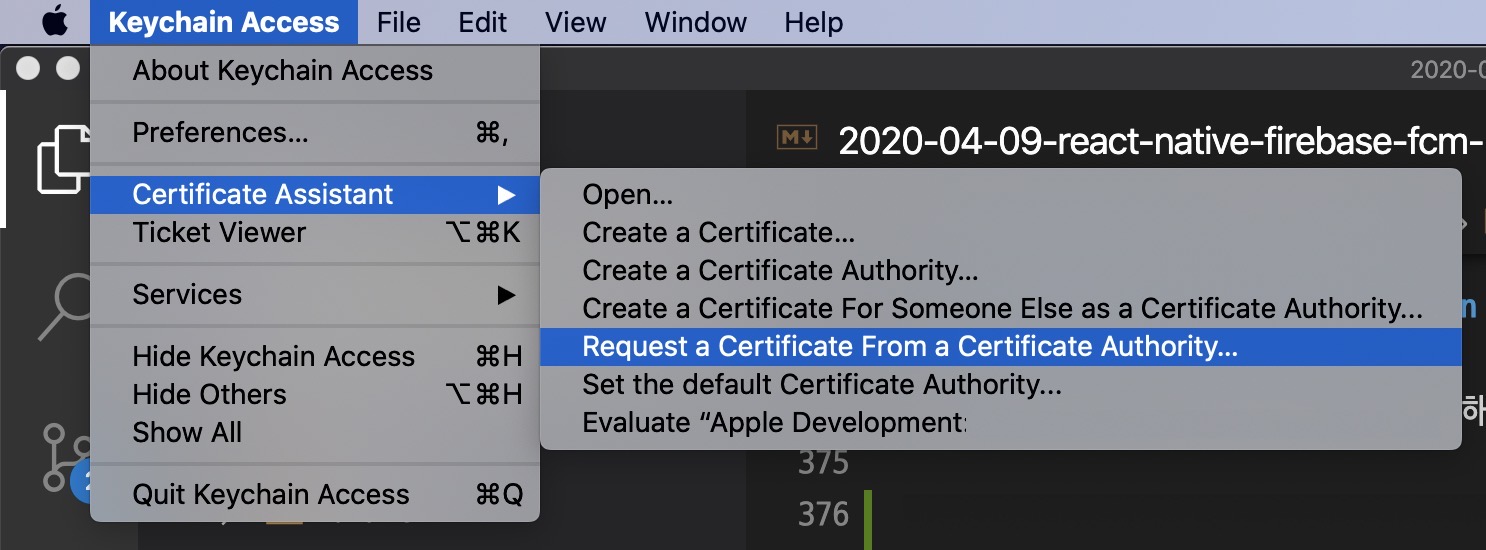 Keychain Access File Edit View Window Help
2020-0
About Keychain Access
Preferences... ⌘,
M↓ 2020-04-09-react-native-firebase-fcm-
Certificate Assistant ▶
Ticket Viewer ⌥⌘K
Services ▶
Hide Keychain Access ⌘H
Hide Others ⌥⌘H
Show All
Quit Keychain Access ⌘Q
Open...
Create a Certificate...
Create a Certificate Authority...
Create a Certificate For Someone Else as a Certificate Authority...
Request a Certificate From a Certificate Authority...
Set the default Certificate Authority...
Evaluate “Apple Development:
n
하
375
376